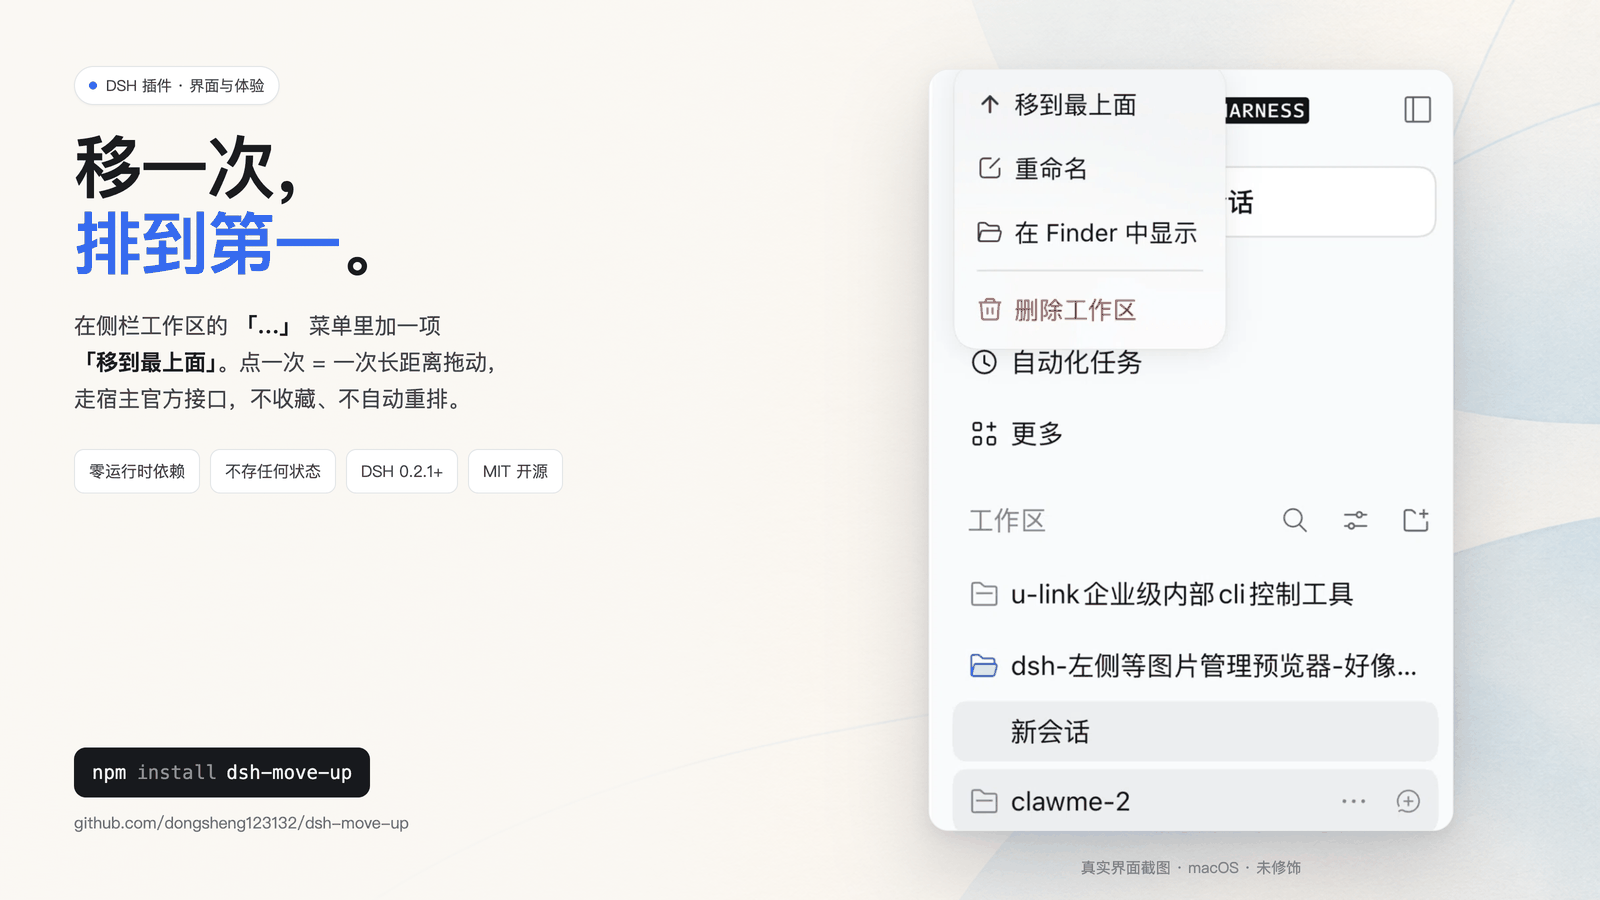 DSH 插件 · 界面与体验
移一次,
排到第一。
在侧栏工作区的 「...」 菜单里加一项
「移到最上面」。点一次 = 一次长距离拖动,
走宿主官方接口，不收藏、不自动重排。
零运行时依赖
不存任何状态
DSH 0.2.1+
MIT 开源
npm install dsh-move-up
github.com/dongsheng123132/dsh-move-up
移到最上面
重命名
在 Finder 中显示
删除工作区
ARNESS
话
自动化任务
更多
工作区
u-link企业级内部cli控制工具
dsh-左侧等图片管理预览器-好像...
新会话
clawme-2
真实界面截图 · macOS · 未修饰